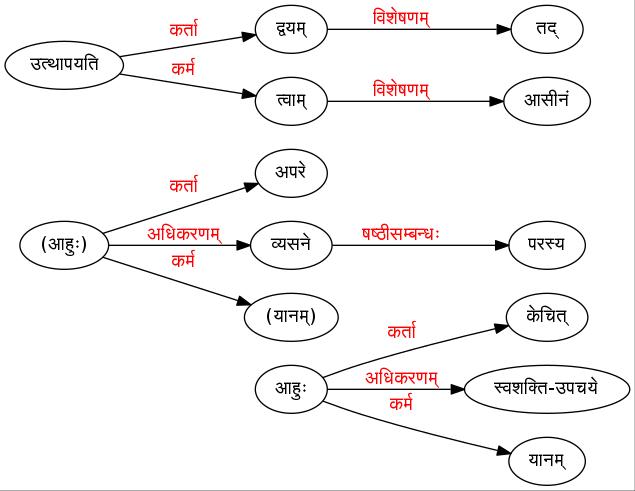 कर्ता द्वयम् विशेषणम् तद्
उत्थापयति
कर्म त्वाम् विशेषणम् आसीनं
कर्ता अपरे
(आहुः) अधिकरणम् व्यसने षष्ठीसम्बन्धः परस्य
कर्म
(यानम्) केचित्
कर्ता
आहुः अधिकरणम् स्वशक्ति-उपचये
कर्म
यानम्